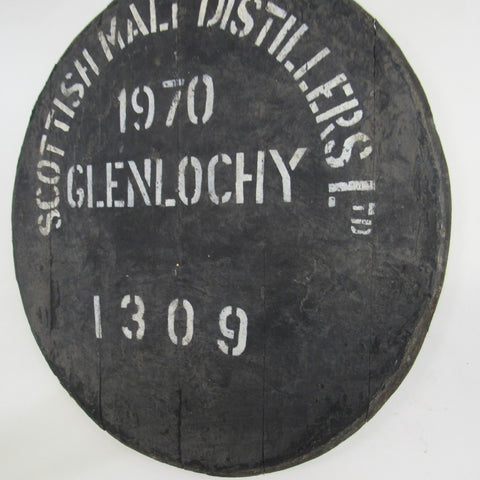 SCOTTISH MALT DISTILLERS LTD
1970
GLENLOCHY
1309